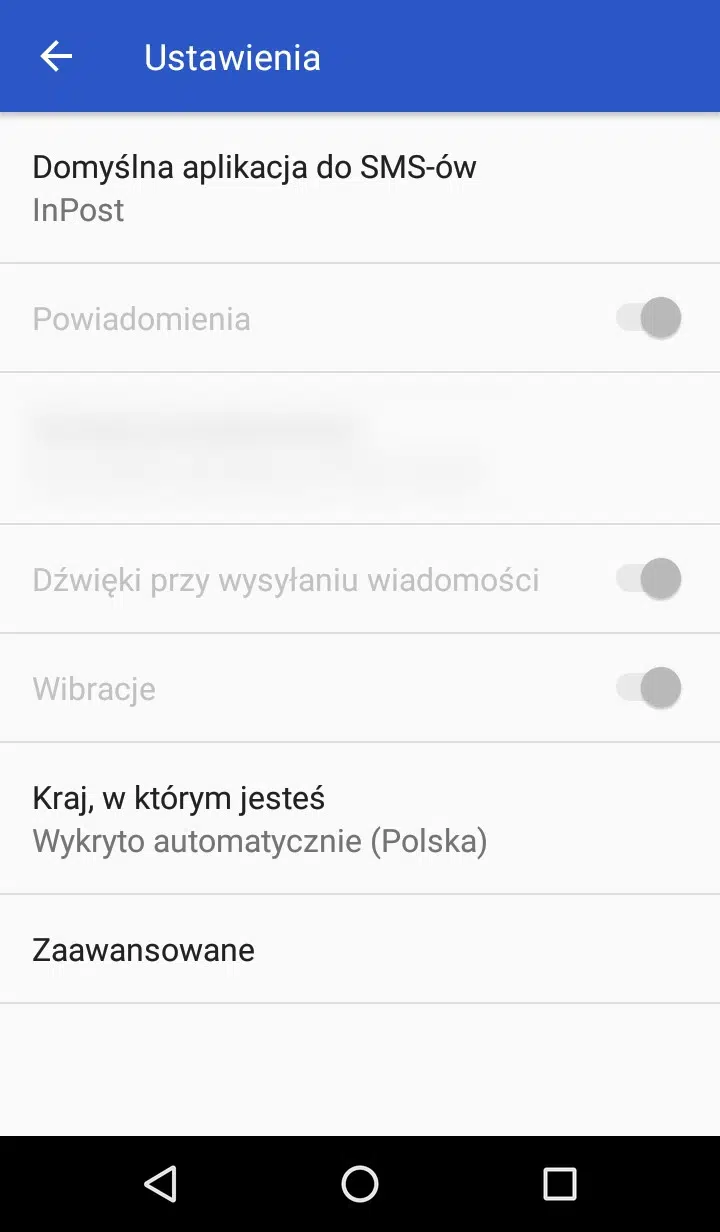 Ustawienia
Domyślna aplikacja do SMS-ów
InPost
Powiadomienia
Dźwięki przy wysyłaniu wiadomości
Wibracje
Kraj, w którym jesteś
Wykryto automatycznie (Polska)
Zaawansowane